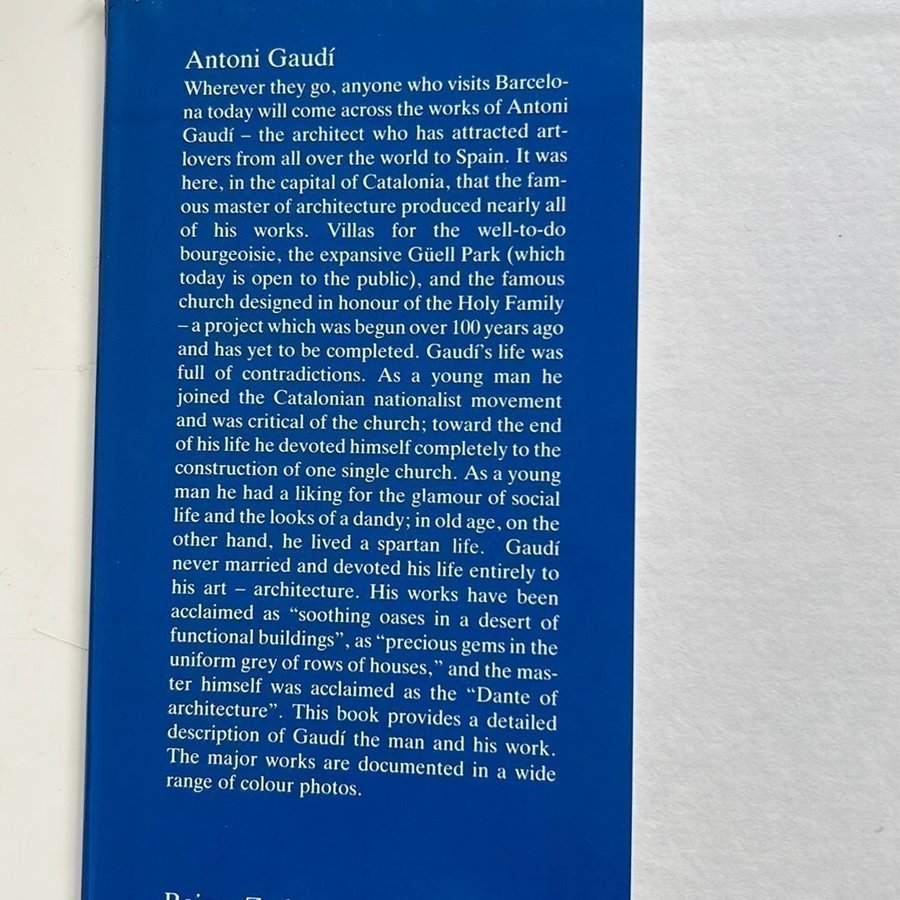 Antoni Gaudí
Wherever they go, anyone who visits Barcelo-
na today will come across the works of Antoni
Gaudí – the architect who has attracted art-
lovers from all over the world to Spain. It was
here, in the capital of Catalonia, that the fam-
ous master of architecture produced nearly all
of his works. Villas for the well-to-do
bourgeoisie, the expansive Güell Park (which
today is open to the public), and the famous
church designed in honour of the Holy Family
– a project which was begun over 100 years ago
and has yet to be completed. Gaudí's life was
full of contradictions. As a young man he
joined the Catalonian nationalist movement
and was critical of the church; toward the end
of his life he devoted himself completely to the
construction of one single church. As a young
man he had a liking for the glamour of social
life and the looks of a dandy; in old age, on the
other hand, he lived a spartan life. Gaudí
never married and devoted his life entirely to
his art – architecture. His works have been
acclaimed as “soothing oases in a desert of
functional buildings”, as “precious gems in the
uniform grey of rows of houses,” and the mas-
ter himself was acclaimed as the “Dante of
architecture”. This book provides a detailed
description of Gaudí the man and his work.
The major works are documented in a wide
range of colour photos.